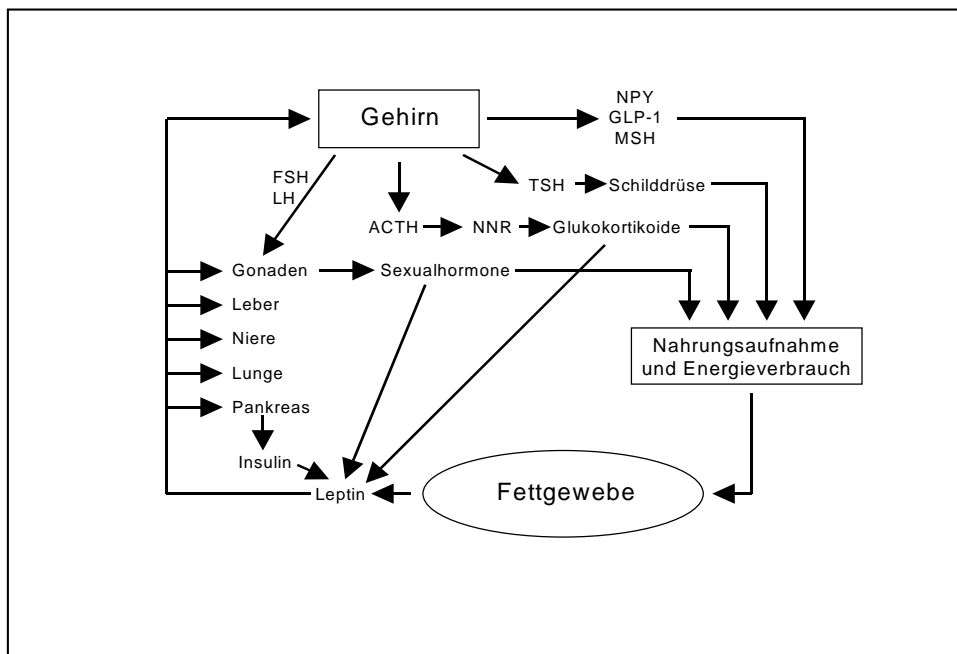 NPY
Gehirn
GLP-1
MSH
FSH
LH
TSH
Schilddrüse
ACTH
NNR
Glukokortikoide
Gonaden
Sexualhormone
Leber
Niere
Nahrungsaufnahme
und Energieverbrauch
Lunge
Pankreas
Insulin
Leptin
Fettgewebe